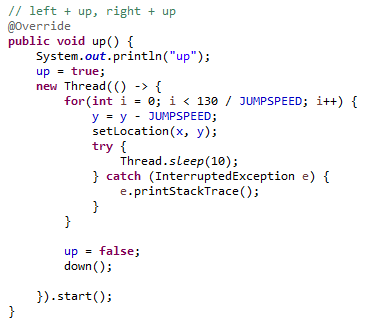 // left + up, right + up
@Override
public void up() {
    System.out.println("up");
    up = true;
    new Thread(() -> {
        for(int i = 0; i < 130 / JUMPSPEED; i++) {
            y = y - JUMPSPEED;
            setLocation(x, y);
            try {
                Thread.sleep(10);
            } catch (InterruptedException e) {
                e.printStackTrace();
            }
        }

        up = false;
        down();

    }).start();
}